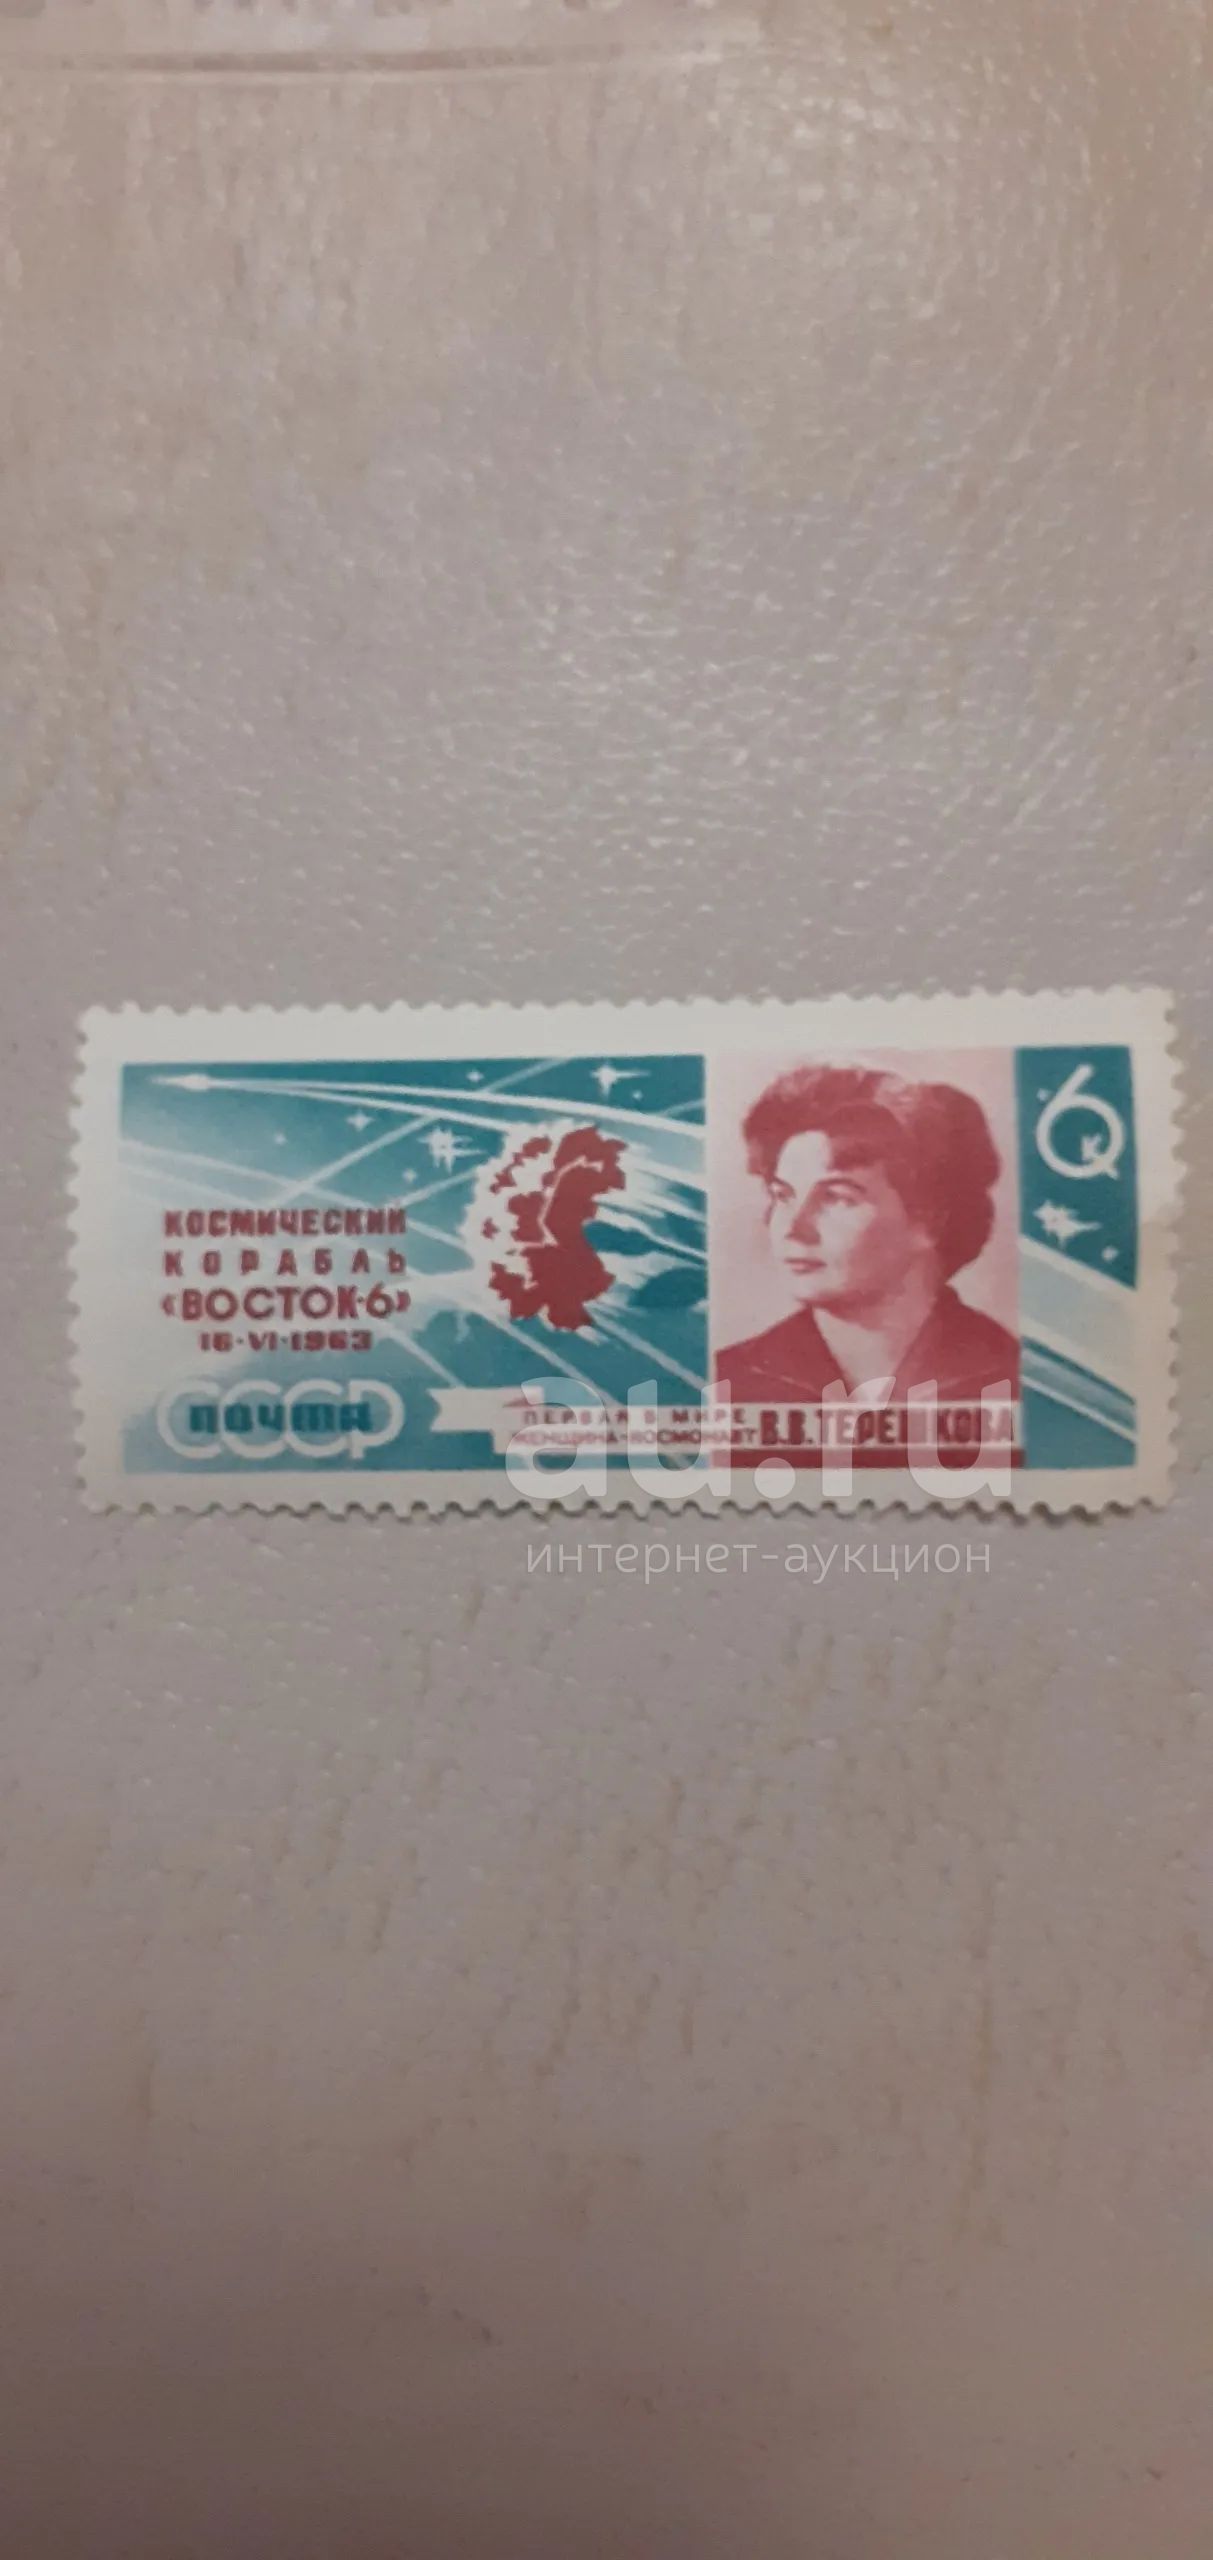 КОСМИЧЕСКИЙ
КОРАБЛЬ
«ВОСТОК-6»
16·VI·1963
СССР
ПОЧТА
ПЕРВАЯ В МИРЕ
ЖЕНЩИНА-КОСМОНАВТ
В.В.ТЕРЕШКОВА
6 К
au.ru
интернет-аукцион